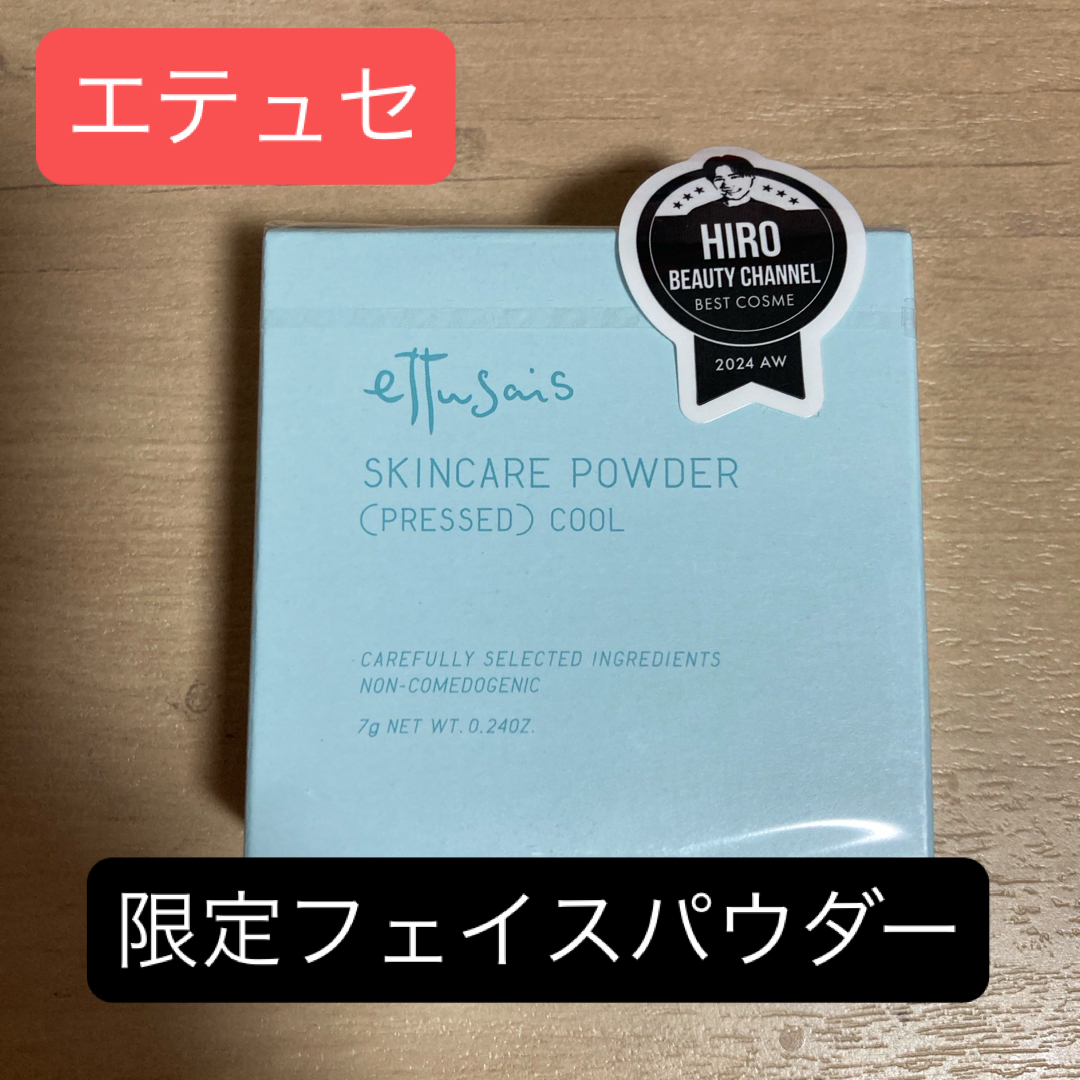 エテュセ
HIRO
BEAUTY CHANNEL
BEST COSME
2024 AW
ettusais
SKINCARE POWDER
(PRESSED) COOL
CAREFULLY SELECTED INGREDIENTS
NON-COMEDOGENIC
7g NET WT. 0.24OZ.
限定フェイスパウダー